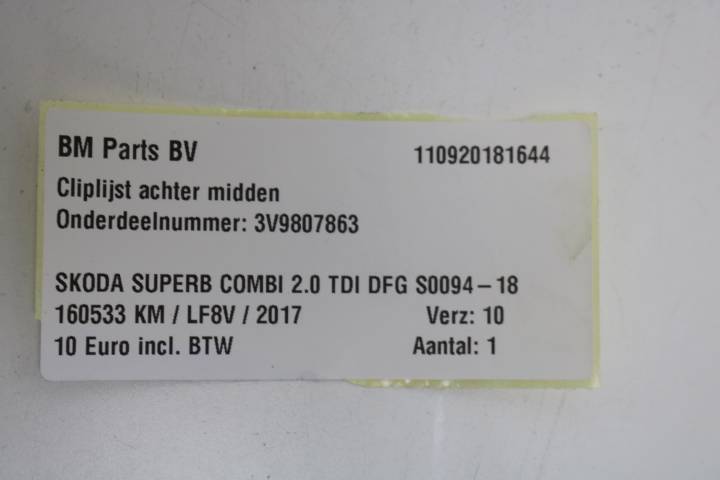 BM Parts BV 110920181644
Cliplijst achter midden
Onderdeelnummer: 3V9807863
SKODA SUPERB COMBI 2.0 TDI DFG S0094-18
160533 KM / LF8V / 2017 Verz: 10
10 Euro incl. BTW Aantal: 1